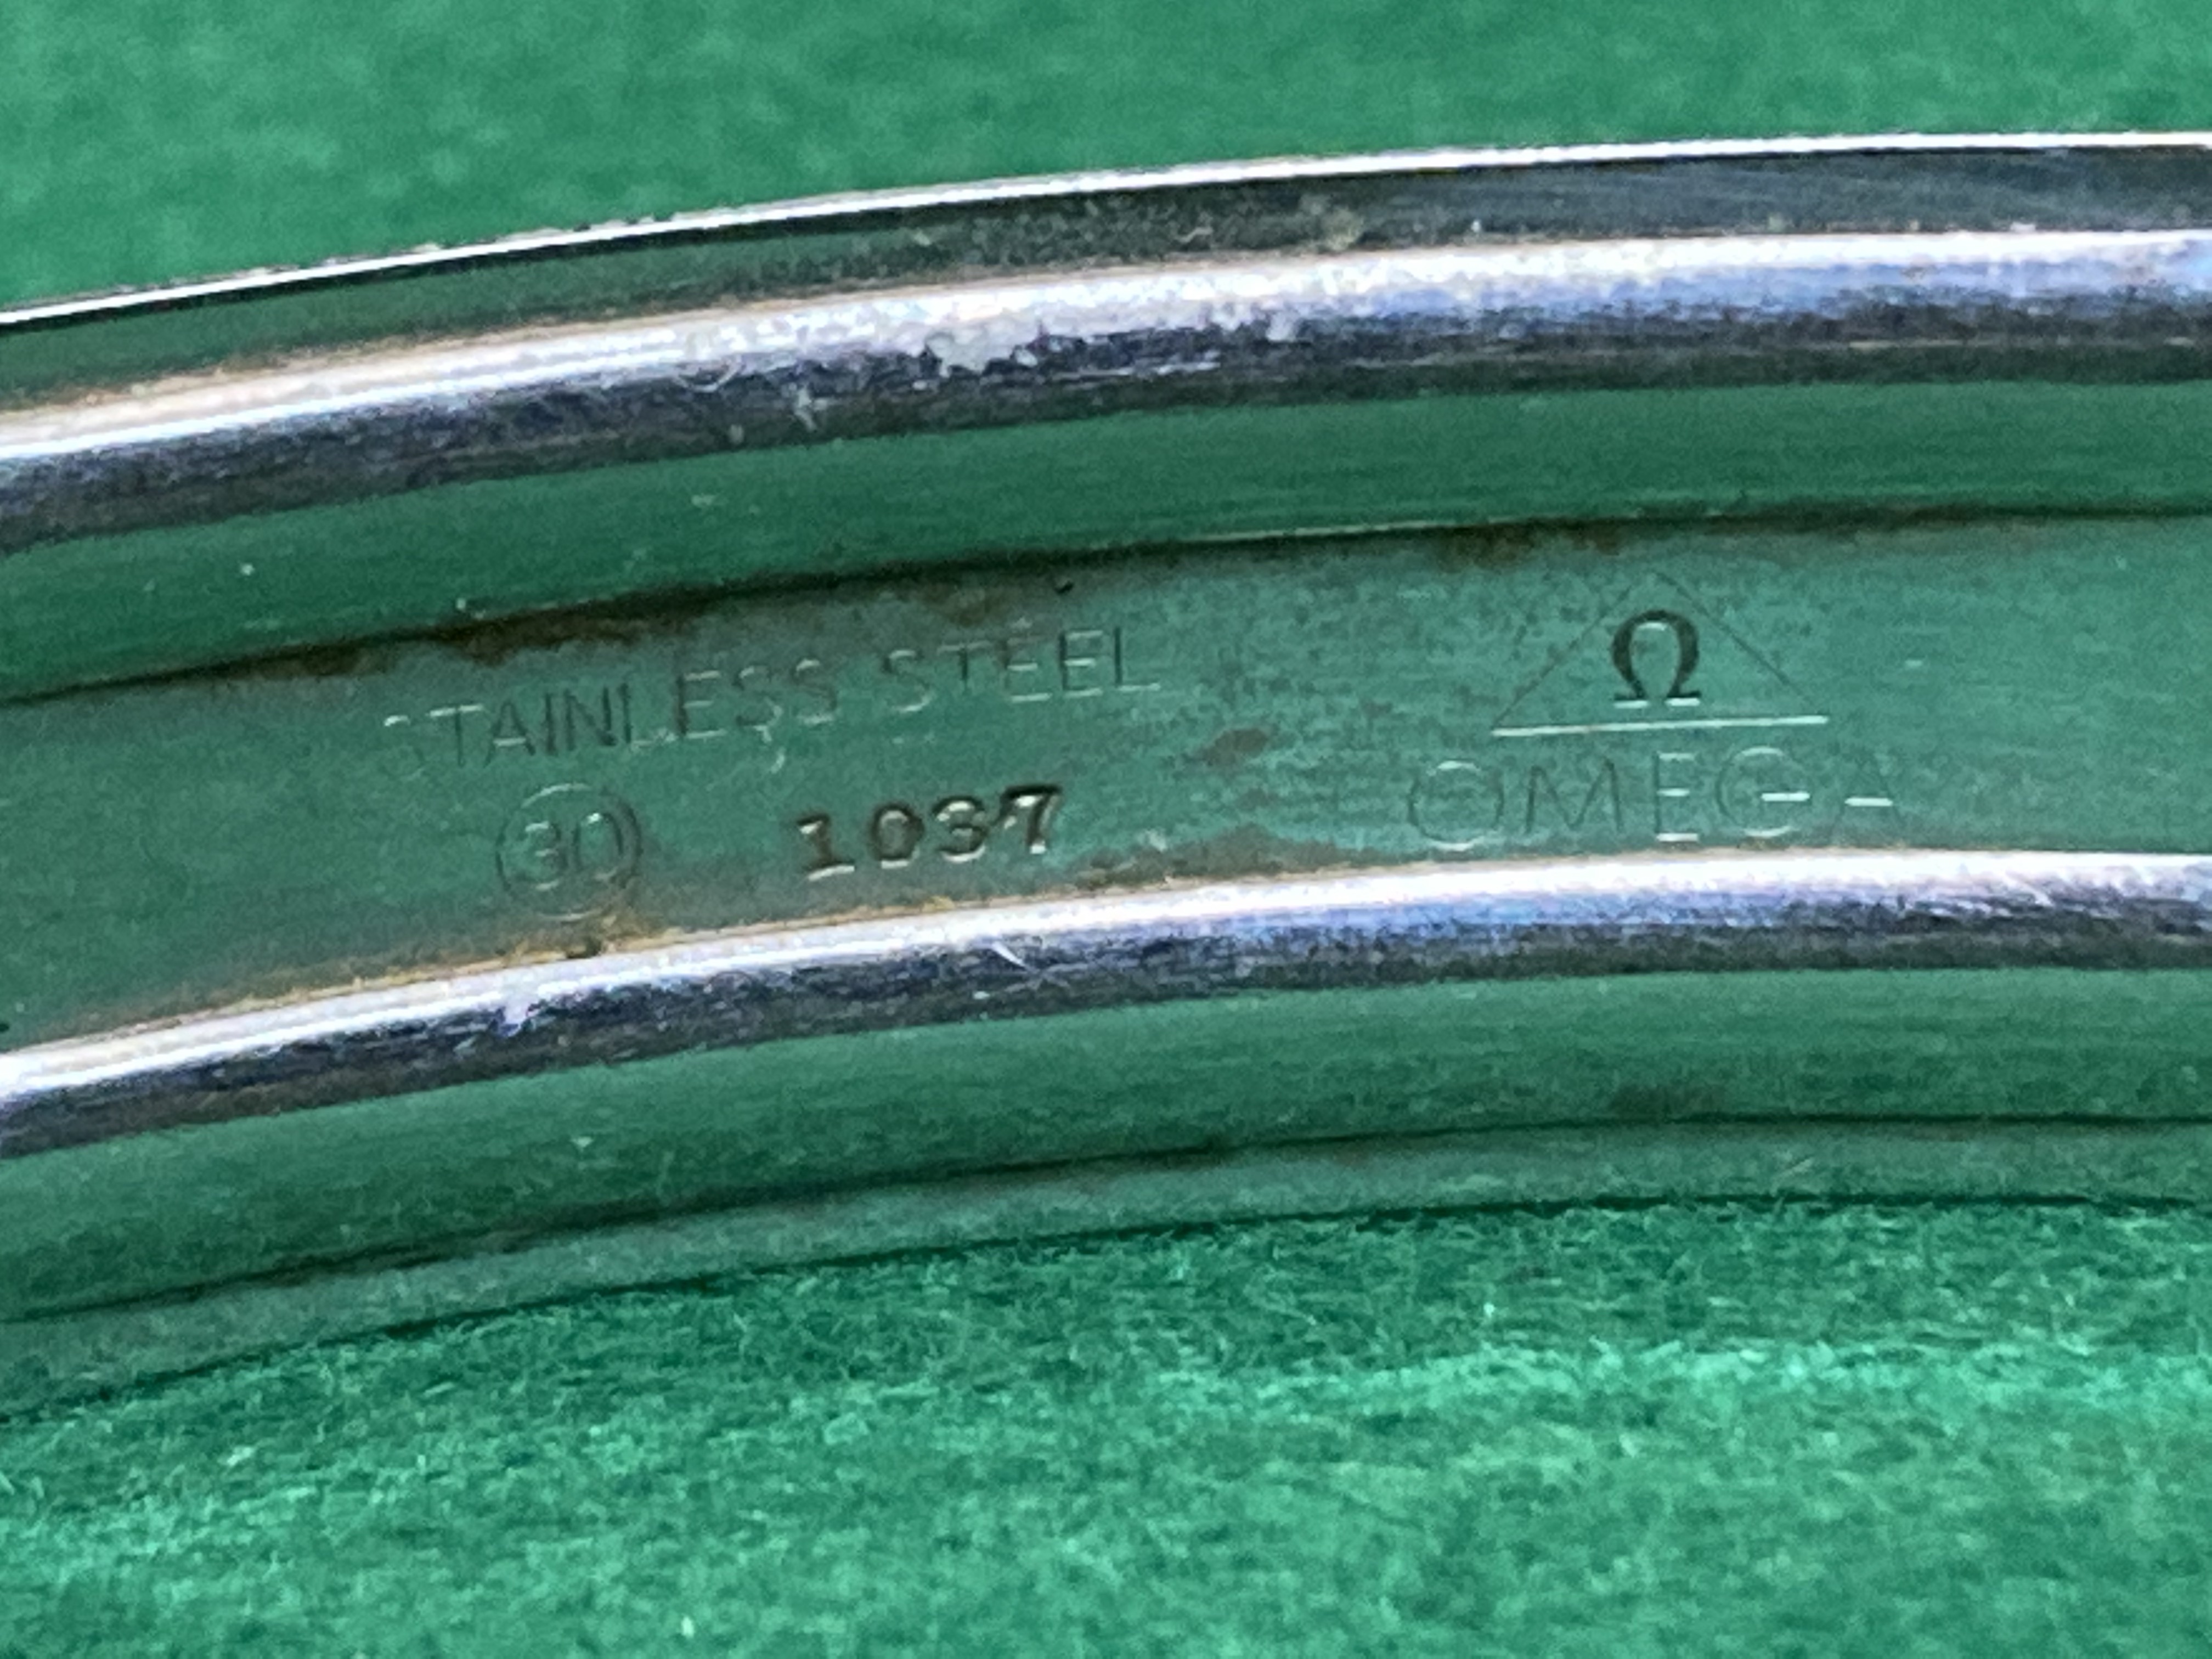 STAINLESS STEEL
30 1037
Ω
OMEGA